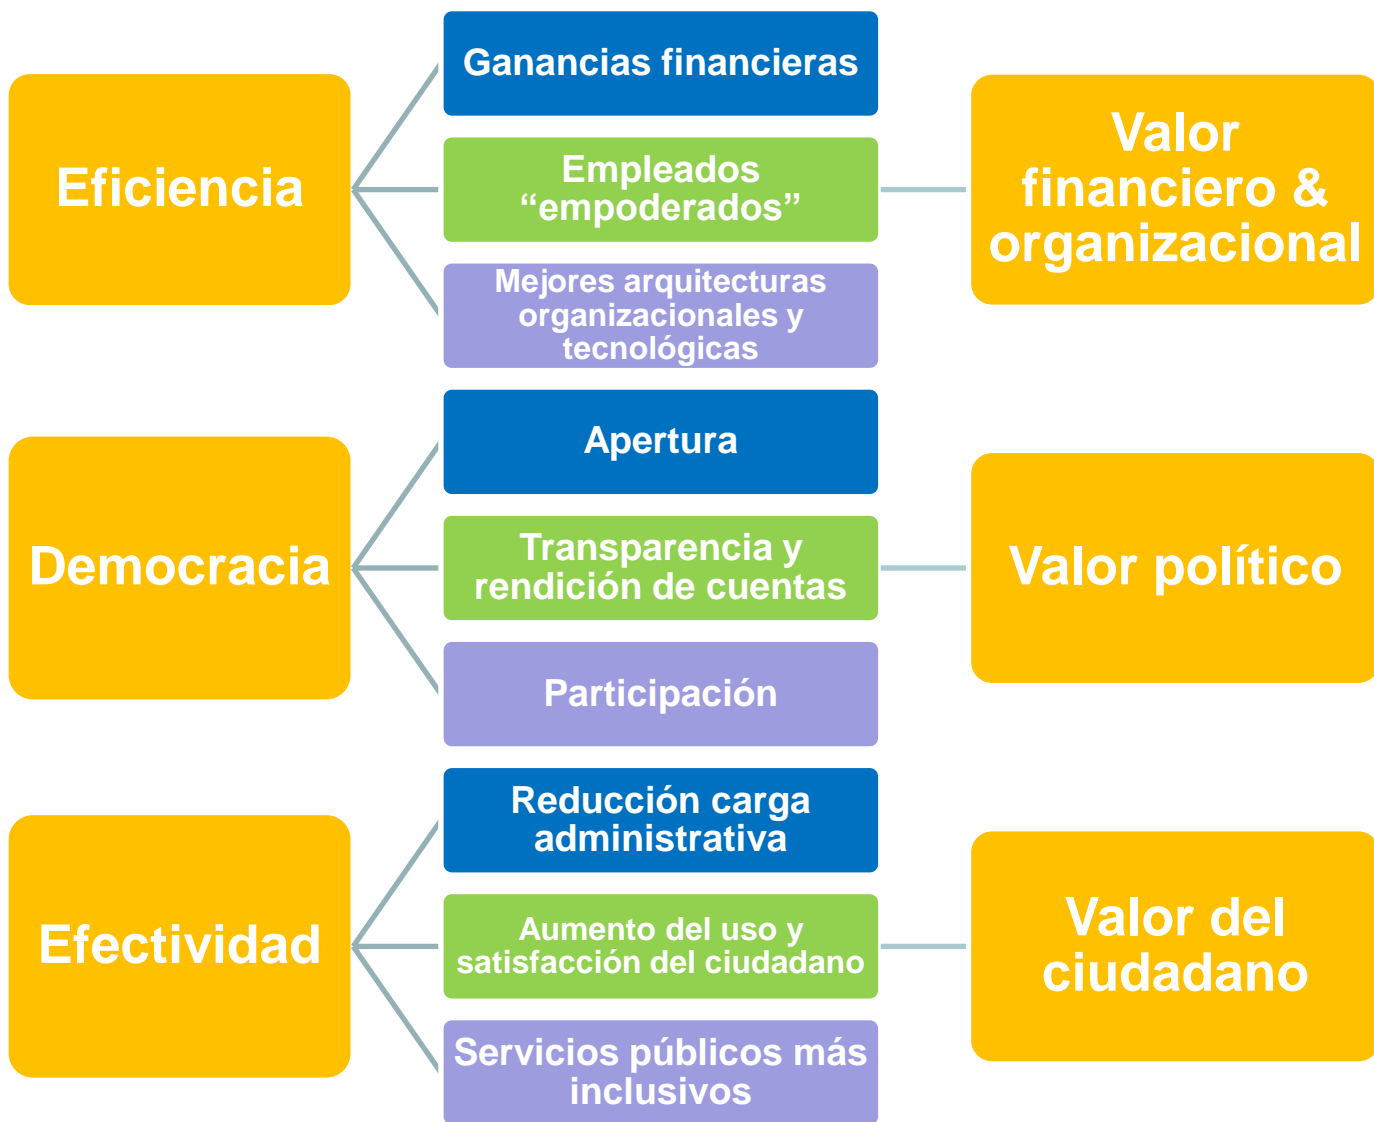 Eficiencia
Ganancias financieras
Empleados
“empoderados”
Mejores arquitecturas
organizacionales y
tecnológicas
Valor
financiero &
organizacional
Democracia
Apertura
Transparencia y
rendición de cuentas
Participación
Valor político
Efectividad
Reducción carga
administrativa
Aumento del uso y
satisfacción del ciudadano
Servicios públicos más
inclusivos
Valor del
ciudadano